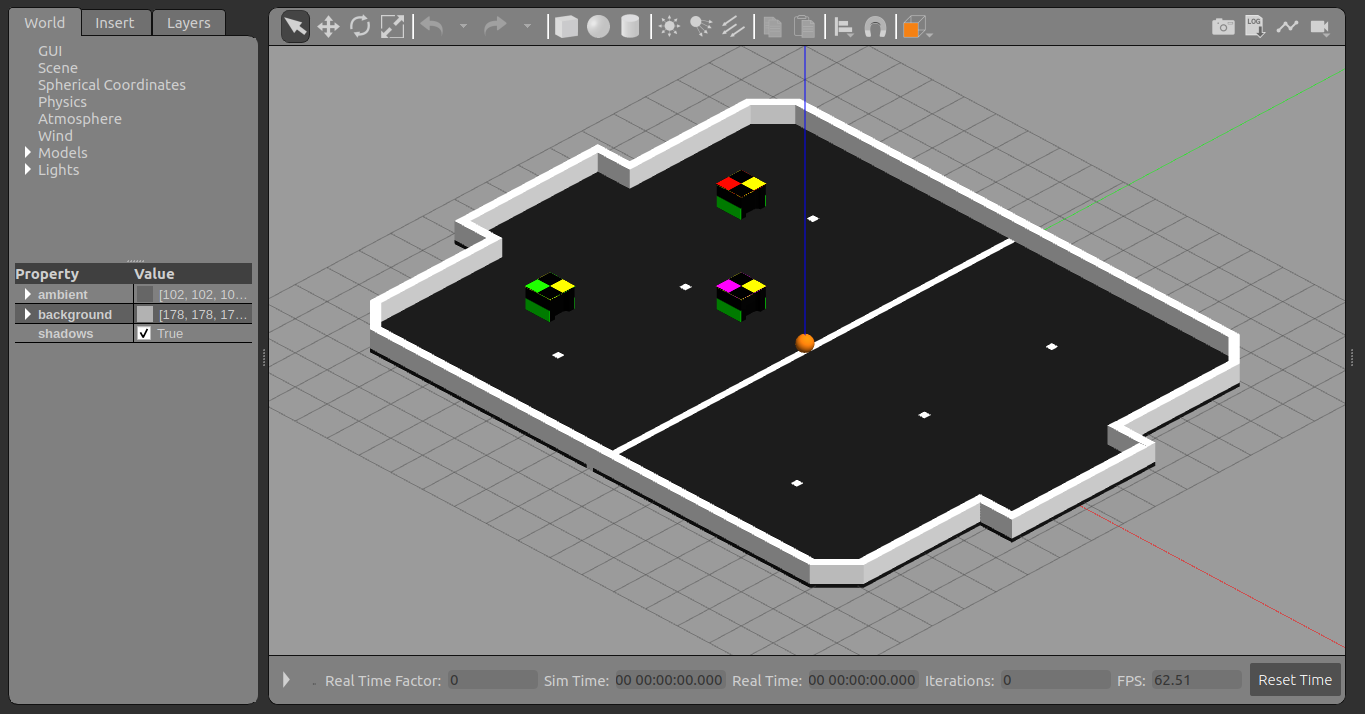 World Insert Layers
LOG
GUI
Scene
Spherical Coordinates
Physics
Atmosphere
Wind
Models
Lights
Property Value
ambient [102, 102, 10...
background [178, 178, 17...
shadows True
Real Time Factor: 0 Sim Time: 00 00:00:00.000 Real Time: 00 00:00:00.000 Iterations: 0 FPS: 62.51 Reset Time